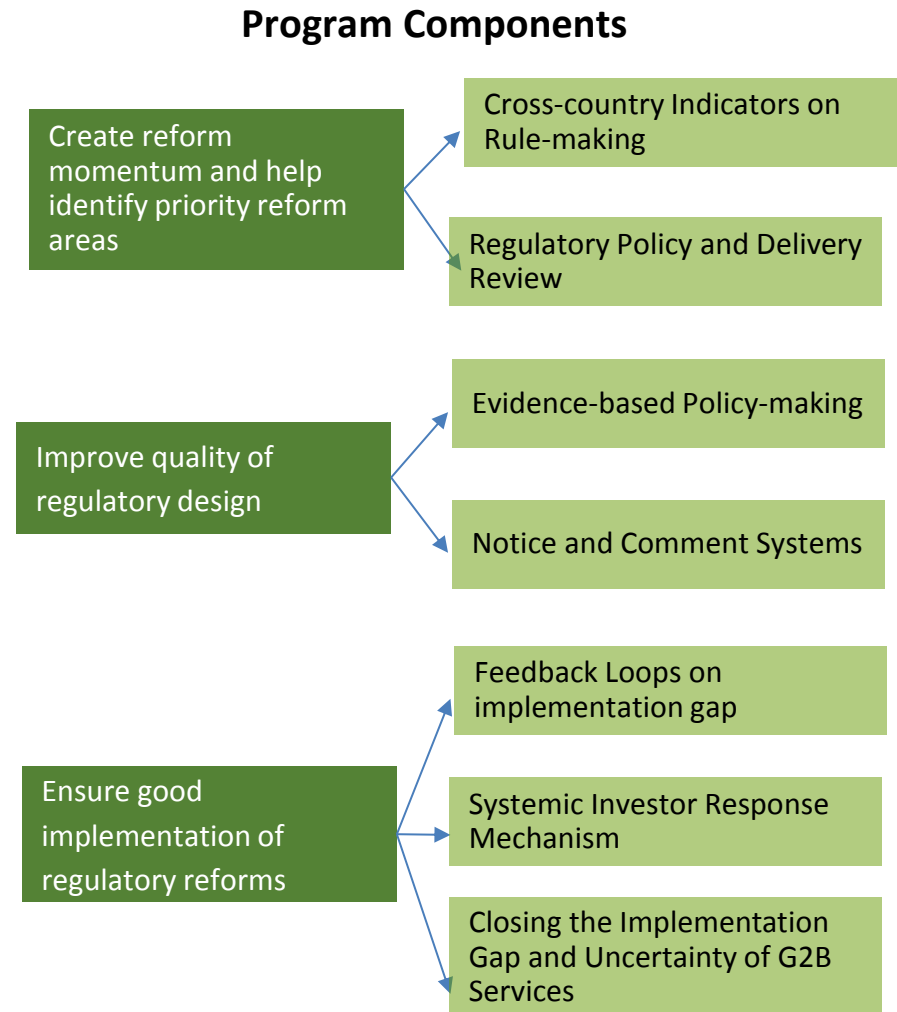 Program Components
Create reform
momentum and help
identify priority reform
areas
Cross-country Indicators on
Rule-making
Regulatory Policy and Delivery
Review
Improve quality of
regulatory design
Evidence-based Policy-making
Notice and Comment Systems
Ensure good
implementation of
regulatory reforms
Feedback Loops on
implementation gap
Systemic Investor Response
Mechanism
Closing the Implementation
Gap and Uncertainty of G2B
Services